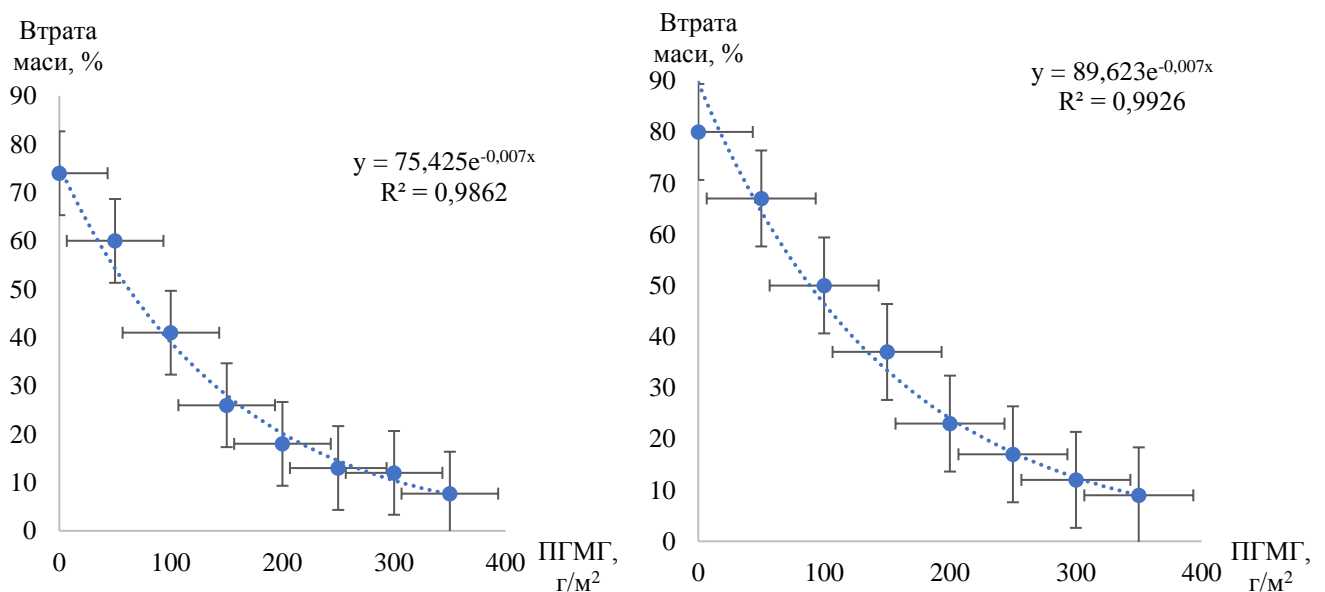 Втрата
маси, %
y = 75,425e^-0,007x
R² = 0,9862
90
80
70
60
50
40
30
20
10
0
0 100 200 300 400
ПГМГ,
г/м²
Втрата
маси, %
y = 89,623e^-0,007x
R² = 0,9926
90
80
70
60
50
40
30
20
10
0
0 100 200 300 400
ПГМГ,
г/м²